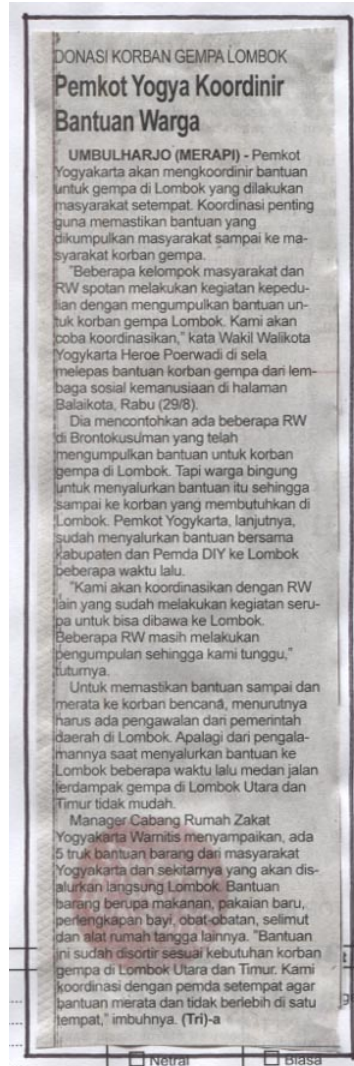 DONASI KORBAN GEMPA LOMBOK
Pemkot Yogya Koordinir
Bantuan Warga
UMBULHARJO (MERAPI) - Pemkot
Yogyakarta akan mengkoordinir bantuan
untuk gempa di Lombok yang dilakukan
masyarakat setempat. Koordinasi penting
guna memastikan bantuan yang
dikumpulkan masyarakat sampai ke ma-
syarakat korban gempa.
"Beberapa kelompok masyarakat dan
RW spotan melakukan kegiatan kepedu-
lian dengan mengumpulkan bantuan un-
tuk korban gempa Lombok. Kami akan
coba koordinasikan," kata Wakil Walikota
Yogykarta Heroe Poerwadi di sela
melepas bantuan korban gempa dari lem-
baga sosial kemanusiaan di halaman
Balaikota, Rabu (29/8).
Dia mencontohkan ada beberapa RW
di Brontokusuman yang telah
mengumpulkan bantuan untuk korban
gempa di Lombok. Tapi warga bingung
untuk menyalurkan bantuan itu sehingga
sampai ke korban yang membutuhkan di
Lombok. Pemkot Yogykarta, lanjutnya,
sudah menyalurkan bantuan bersama
kabupaten dan Pemda DIY ke Lombok
beberapa waktu lalu.
"Kami akan koordinasikan dengan RW
lain yang sudah melakukan kegiatan seru-
pa untuk bisa dibawa ke Lombok.
Beberapa RW masih melakukan
pengumpulan sehingga kami tunggu,"
tuturnya.
Untuk memastikan bantuan sampai dan
merata ke korban bencana, menurutnya
harus ada pengawalan dari pemerintah
daerah di Lombok. Apalagi dari pengala-
mannya saat menyalurkan bantuan ke
Lombok beberapa waktu lalu medan jalan
terdampak gempa di Lombok Utara dan
Timur tidak mudah.
Manager Cabang Rumah Zakat
Yogyakarta Warnitis menyampaikan, ada
5 truk bantuan barang dari masyarakat
Yogyakarta dan sekitarnya yang akan dis-
alurkan langsung Lombok. Bantuan
barang berupa makanan, pakaian baru,
perlengkapan bayi, obat-obatan, selimut
dan alat rumah tangga lainnya. "Bantuan
ini sudah disortir sesuai kebutuhan korban
gempa di Lombok Utara dan Timur. Kami
koordinasi dengan pemda setempat agar
bantuan merata dan tidak berlebih di satu
tempat," imbuhnya. (Tri)-a
Netral
Biasa